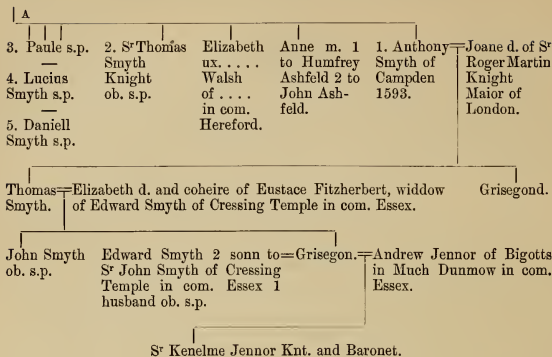 A
3. Paule s.p.
—
4. Lucius
Smyth s.p.
—
5. Daniell
Smyth s.p.
2. Sʳ Thomas
Smyth
Knight
ob. s.p.
Elizabeth
ux. . . . .
Walsh
of . . . .
in com.
Hereford.
Anne m. 1
to Humfrey
Ashfeld 2 to
John Ash-
feld.
1. Anthony=
Smyth of
Campden
1593.
Joane d. of Sʳ
Roger Martin
Knight
Maior of
London.
Thomas=
Smyth.
Elizabeth d. and coheire of Eustace Fitzherbert, widdow
of Edward Smyth of Cressing Temple in com. Essex.
Grisegond.
John Smyth
ob. s.p.
Edward Smyth 2 sonn to=
Sʳ John Smyth of Cressing
Temple in com. Essex 1
husband ob. s.p.
Grisegon.=
Andrew Jennor of Bigotts
in Much Dunmow in com.
Essex.
Sʳ Kenelme Jennor Knt. and Baronet.